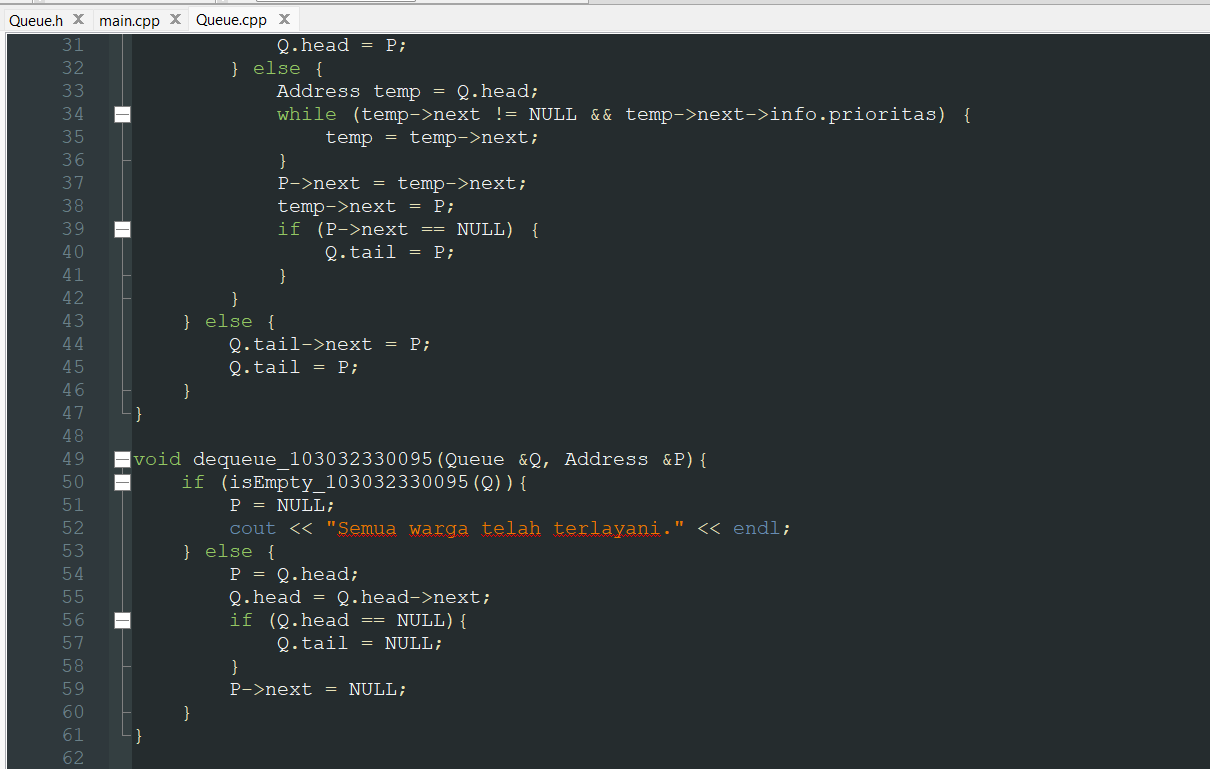 Queue.h main.cpp Queue.cpp
31 Q.head = P;
32 } else {
33 Address temp = Q.head;
34 while (temp->next != NULL && temp->next->info.prioritas) {
35 temp = temp->next;
36 }
37 P->next = temp->next;
38 temp->next = P;
39 if (P->next == NULL) {
40 Q.tail = P;
41 }
42 }
43 } else {
44 Q.tail->next = P;
45 Q.tail = P;
46 }
47 }
48
49 void dequeue_103032330095(Queue &Q, Address &P){
50 if (isEmpty_103032330095(Q)){
51 P = NULL;
52 cout << "Semua warga telah terlayani." << endl;
53 } else {
54 P = Q.head;
55 Q.head = Q.head->next;
56 if (Q.head == NULL){
57 Q.tail = NULL;
58 }
59 P->next = NULL;
60 }
61 }
62